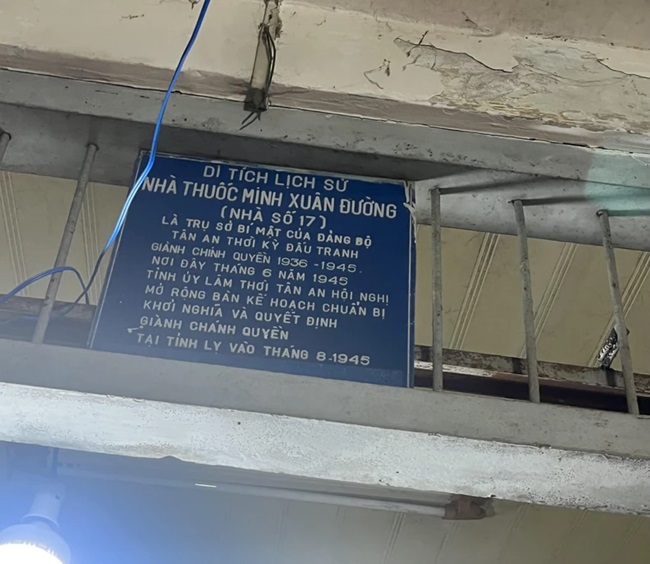 DI TÍCH LỊCH SỬ
NHÀ THUỐC MINH XUÂN ĐƯỜNG
(NHÀ SỐ 17)
LÀ TRỤ SỞ BÍ MẬT CỦA ĐẢNG BỘ
TÂN AN THỜI KỲ ĐẤU TRANH
GIÀNH CHÍNH QUYỀN 1936-1945
NƠI ĐÂY THANG 6 NĂM 1945
TỈNH ỦY LÂM THỜI TÂN AN HỘI NGHỊ
MỞ RỘNG BÀN KẾ HOẠCH CHUẨN BỊ
KHỞI NGHĨA VÀ QUYẾT ĐỊNH
GIÀNH CHÁNH QUYỀN
TẠI TỈNH LY VÀO THÁNG 8-1945